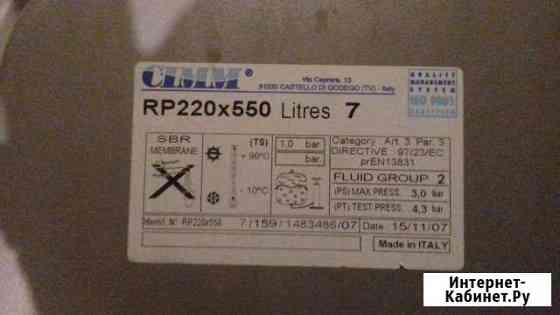 CIMM
Via Caprera, 13
31030 CASTELLO DI GODEGO (TV) - Italy
QUALITY
MANAGEMENT
SYSTEM
ISO 9001
RP220x550 Litres 7
SBR
MEMBRANE
(TS)
+ 99°C
- 10°C
1,0 bar
bar
Category Art. 3 Par. 3
DIRECTIVE 97/23/EC
prEN13831
FLUID GROUP 2
(PS) MAX PRESS. 3,0 bar
(PT) TEST PRESS. 4,3 bar
RP220x550
7/159/1483486/07
Date 15/11/07
Made in ITALY
Интернет-
Кабинет.Ру